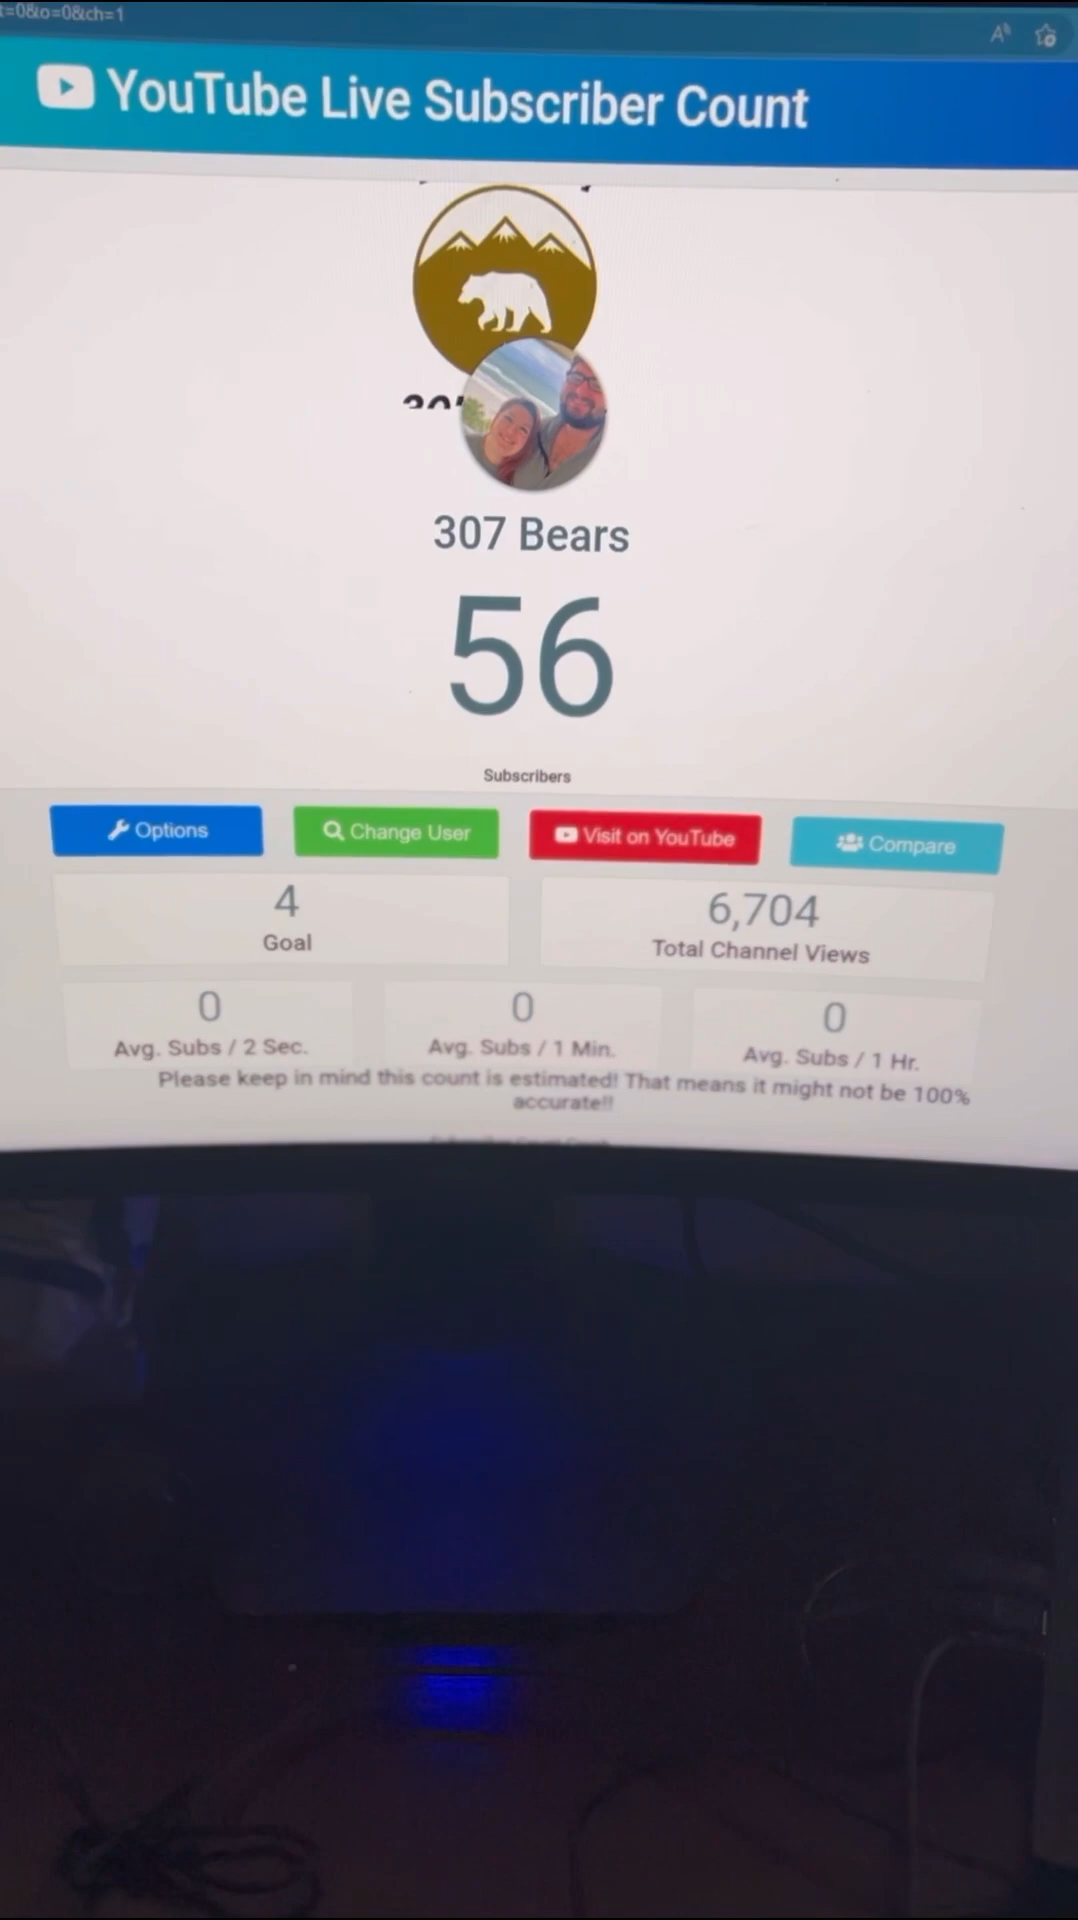 t=0&o=0&ch=1
YouTube Live Subscriber Count
307 Bears
56
Subscribers
Options
Change User
Visit on YouTube
Compare
4
Goal
6,704
Total Channel Views
0
Avg. Subs / 2 Sec.
0
Avg. Subs / 1 Min.
0
Avg. Subs / 1 Hr.
Please keep in mind this count is estimated! That means it might not be 100%
accurate!!